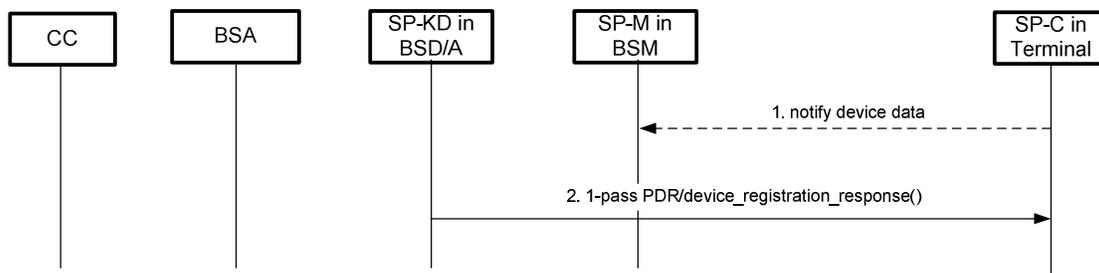 CC
BSA
SP-KD in
BSD/A
SP-M in
BSM
SP-C in
Terminal
1. notify device data
2. 1-pass PDR/device_registration_response()